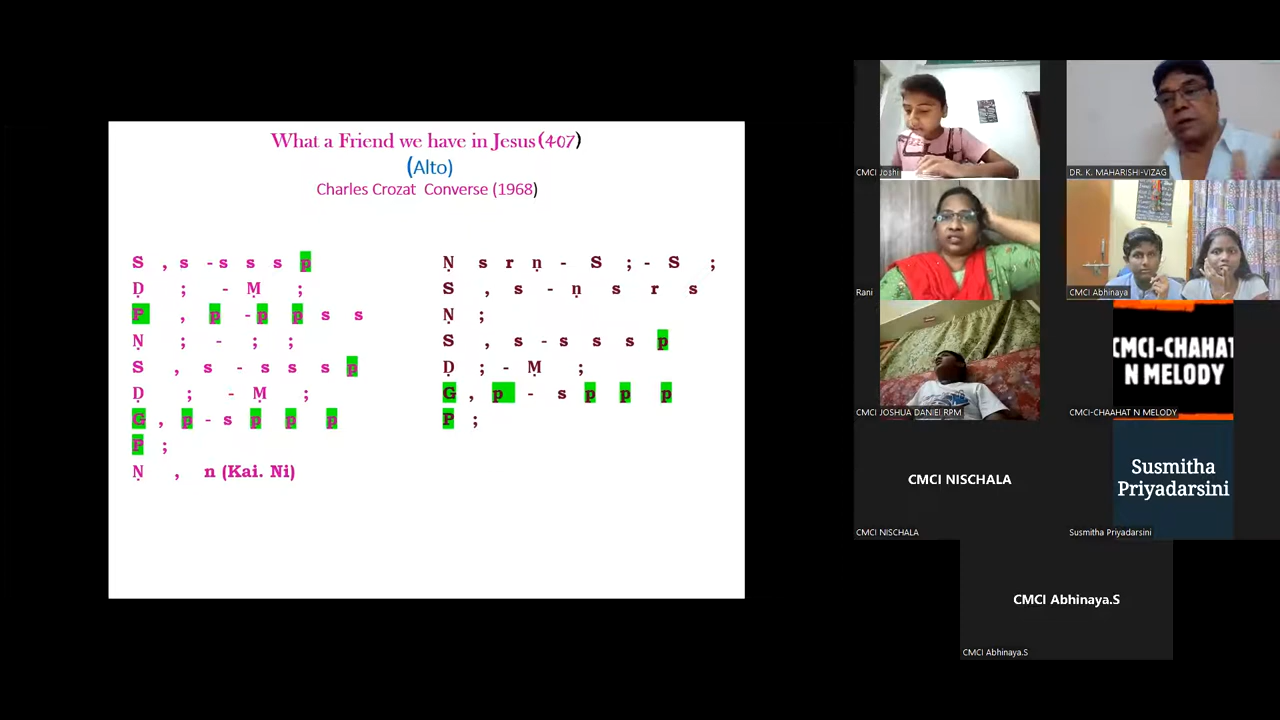 What a Friend we have in Jesus(407)
(Alto)
Charles Crozat Converse (1968)
S , s - s s s p
Ḍ ; - Ṃ ;
P , p - p p s s
Ṇ ; - ; ;
S , s - s s s p
Ḍ ; - Ṃ ;
G , p - s p p p
P ;
Ṇ , n (Kai. Ni)
Ṇ s r ṇ - S ; - S ;
S , s - ṇ s r s
Ṇ ;
S , s - s s s p
Ḍ ; - Ṃ ;
G , p - s p p p
P ;
CMCI Joshi
DR. K. MAHARISHI-VIZAG
Rani
CMCI Abhinaya
CMCI JOSHUA DANIEl RPM
CMCI-CHAAHAT
N MELODY
CMCI-CHAAHAT N MELODY
CMCI NISCHALA
CMCI NISCHALA
Susmitha
Priyadarsini
Susmitha Priyadarsini
CMCI Abhinaya.S
CMCI Abhinaya.S